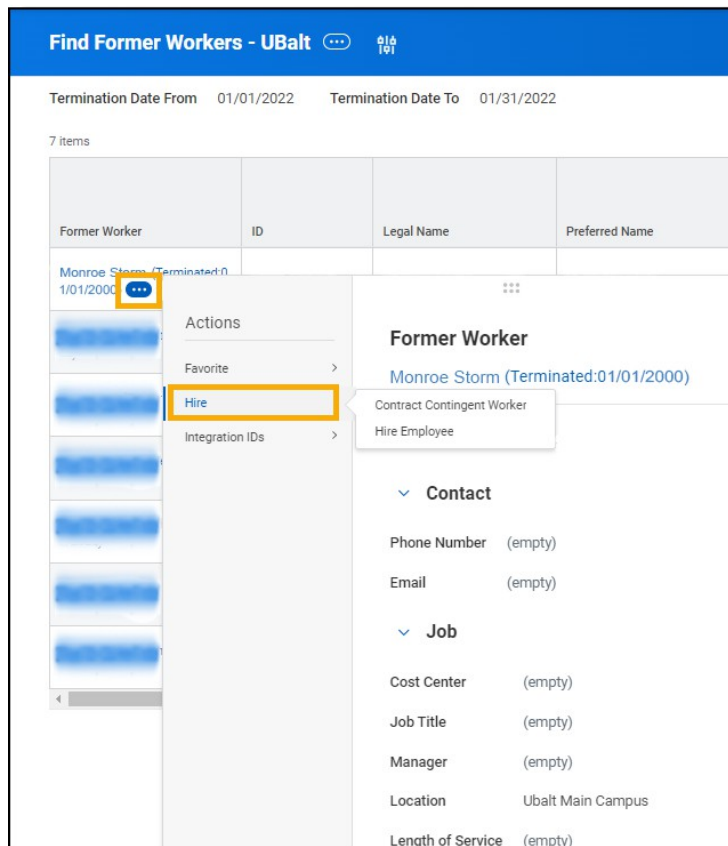 Find Former Workers - UBalt
Termination Date From 01/01/2022 Termination Date To 01/31/2022
7 items
Former Worker ID Legal Name Preferred Name
Monroe Storm (Terminated:0
1/01/2000
Actions
Favorite
Hire
Integration IDs
Former Worker
Monroe Storm (Terminated:01/01/2000)
Contract Contingent Worker
Hire Employee
Contact
Phone Number (empty)
Email (empty)
Job
Cost Center (empty)
Job Title (empty)
Manager (empty)
Location Ubalt Main Campus
Length of Service (empty)